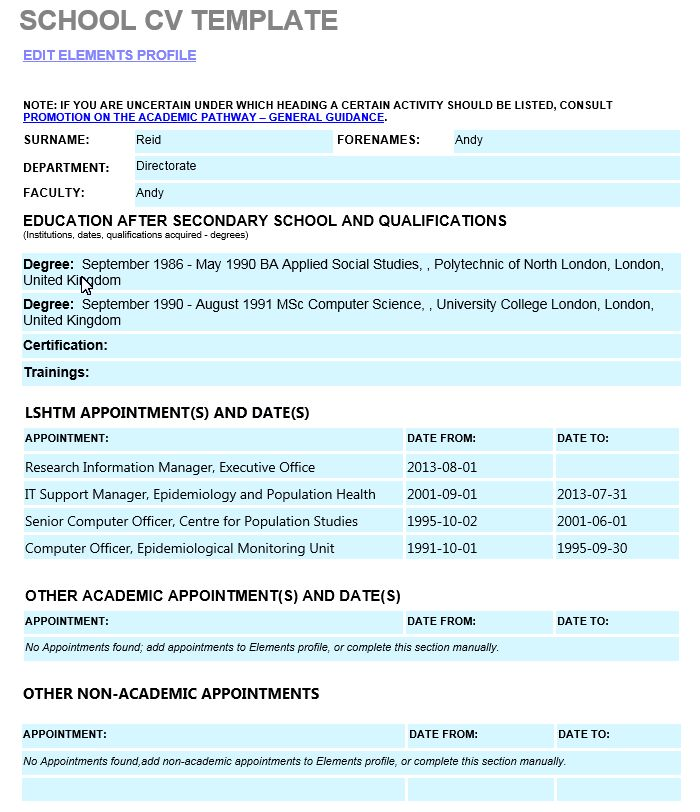 SCHOOL CV TEMPLATE
EDIT ELEMENTS PROFILE
NOTE: IF YOU ARE UNCERTAIN UNDER WHICH HEADING A CERTAIN ACTIVITY SHOULD BE LISTED, CONSULT
PROMOTION ON THE ACADEMIC PATHWAY – GENERAL GUIDANCE.
SURNAME: Reid FORENAMES: Andy
DEPARTMENT: Directorate
FACULTY: Andy
EDUCATION AFTER SECONDARY SCHOOL AND QUALIFICATIONS
(Institutions, dates, qualifications acquired - degrees)
Degree: September 1986 - May 1990 BA Applied Social Studies, , Polytechnic of North London, London,
United Kingdom
Degree: September 1990 - August 1991 MSc Computer Science, , University College London, London,
United Kingdom
Certification:
Trainings:
LSHTM APPOINTMENT(S) AND DATE(S)
APPOINTMENT: DATE FROM: DATE TO:
Research Information Manager, Executive Office 2013-08-01
IT Support Manager, Epidemiology and Population Health 2001-09-01 2013-07-31
Senior Computer Officer, Centre for Population Studies 1995-10-02 2001-06-01
Computer Officer, Epidemiological Monitoring Unit 1991-10-01 1995-09-30
OTHER ACADEMIC APPOINTMENT(S) AND DATE(S)
APPOINTMENT: DATE FROM: DATE TO:
No Appointments found; add appointments to Elements profile, or complete this section manually.
OTHER NON-ACADEMIC APPOINTMENTS
APPOINTMENT: DATE FROM: DATE TO:
No Appointments found,add non-academic appointments to Elements profile, or complete this section manually.